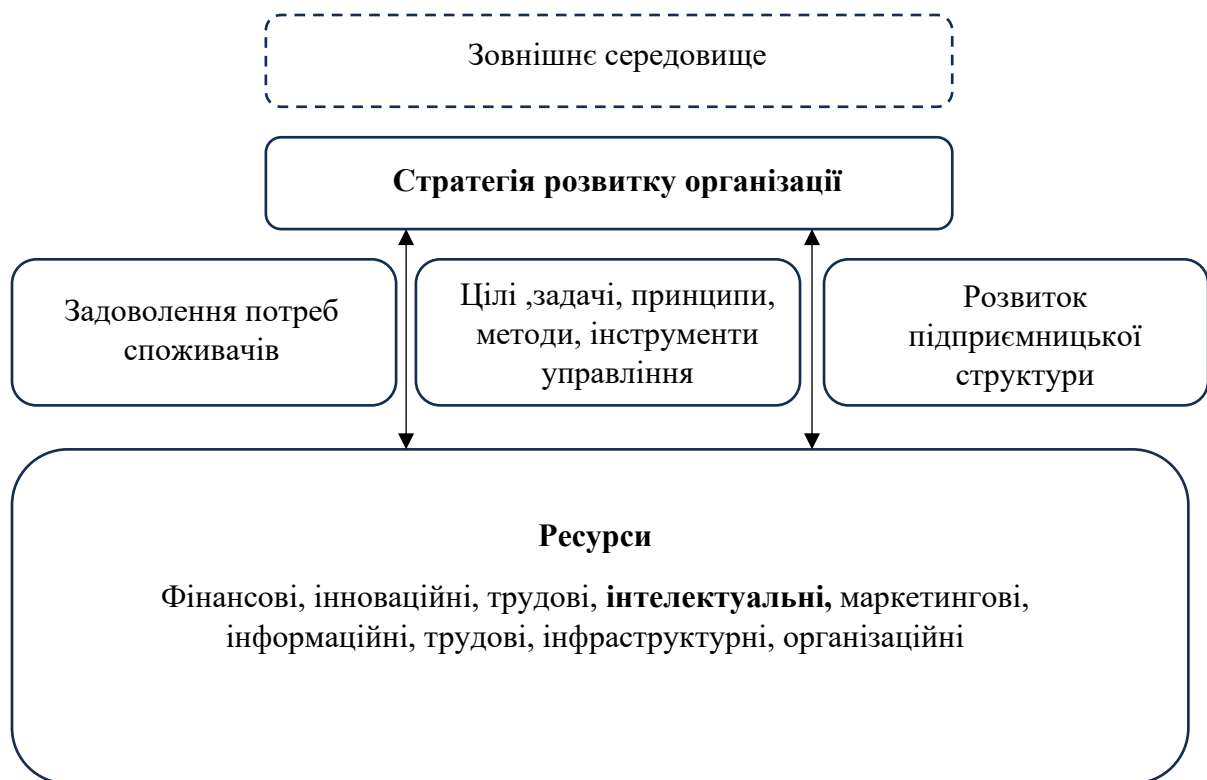 Зовнішнє середовище
Стратегія розвитку організації
Задоволення потреб
споживачів
Цілі ,задачі, принципи,
методи, інструменти
управління
Розвиток
підприємницької
структури
Ресурси
Фінансові, інноваційні, трудові, інтелектуальні, маркетингові,
інформаційні, трудові, інфраструктурні, організаційні